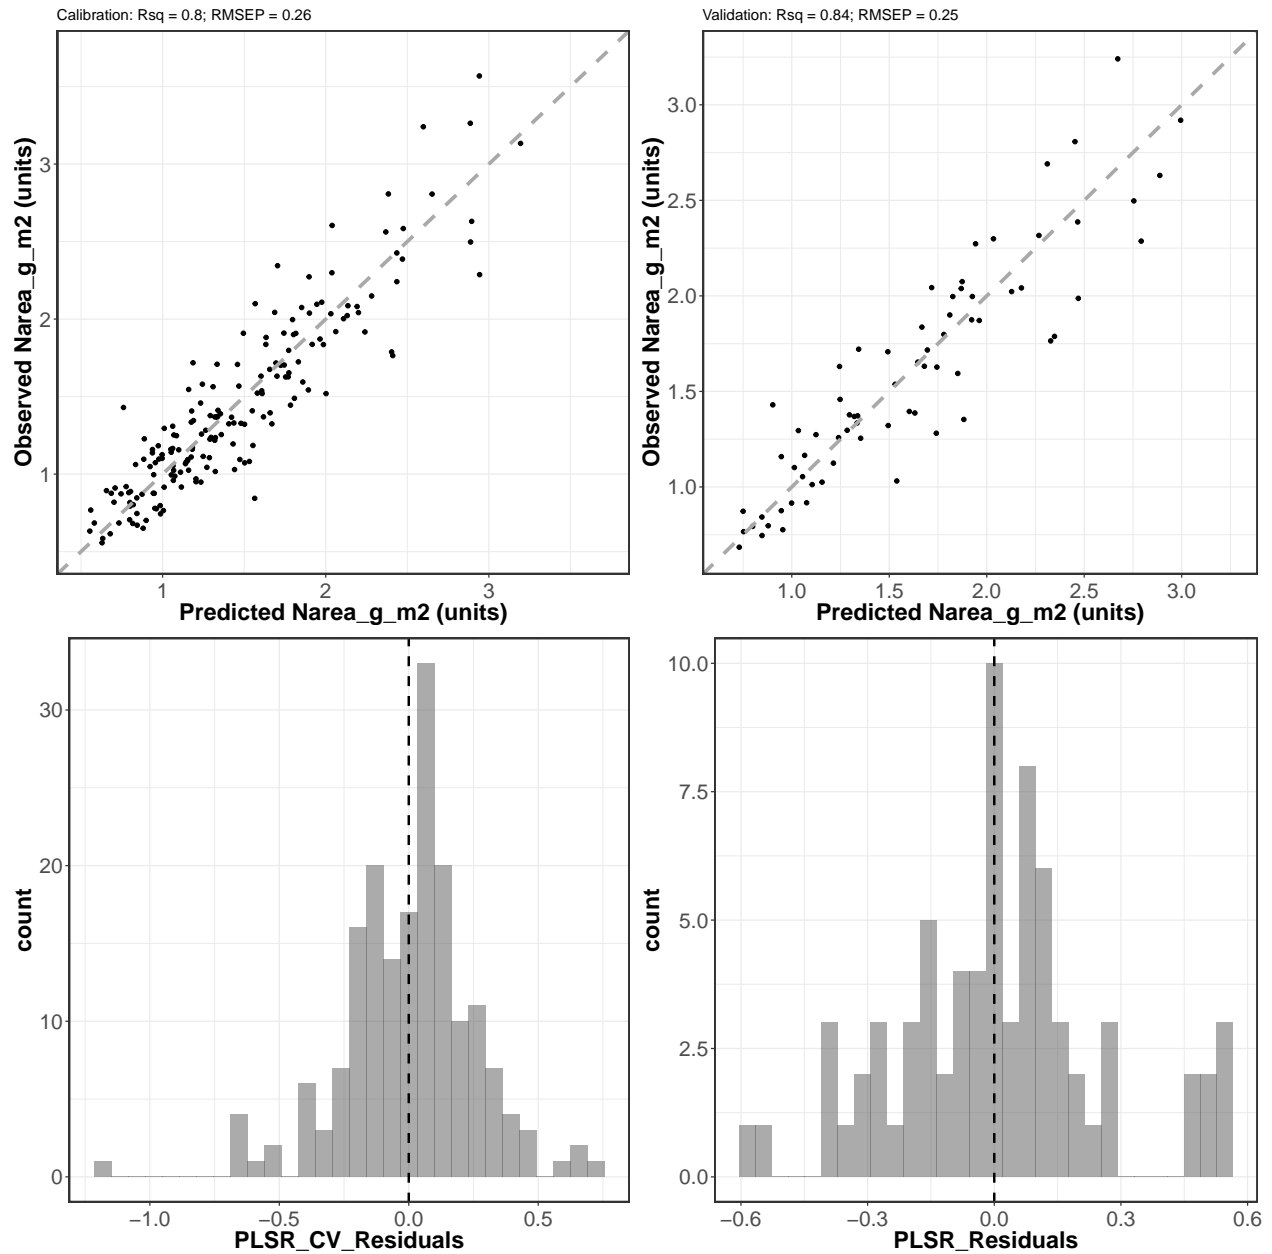 Calibration: Rsq = 0.8; RMSEP = 0.26
Observed Narea_g_m2 (units)
3
2
1
1 2 3
Predicted Narea_g_m2 (units)
Validation: Rsq = 0.84; RMSEP = 0.25
Observed Narea_g_m2 (units)
3.0
2.5
2.0
1.5
1.0
1.0 1.5 2.0 2.5 3.0
Predicted Narea_g_m2 (units)
count
30
20
10
0
−1.0 −0.5 0.0 0.5
PLSR_CV_Residuals
count
10.0
7.5
5.0
2.5
0.0
−0.6 −0.3 0.0 0.3 0.6
PLSR_Residuals